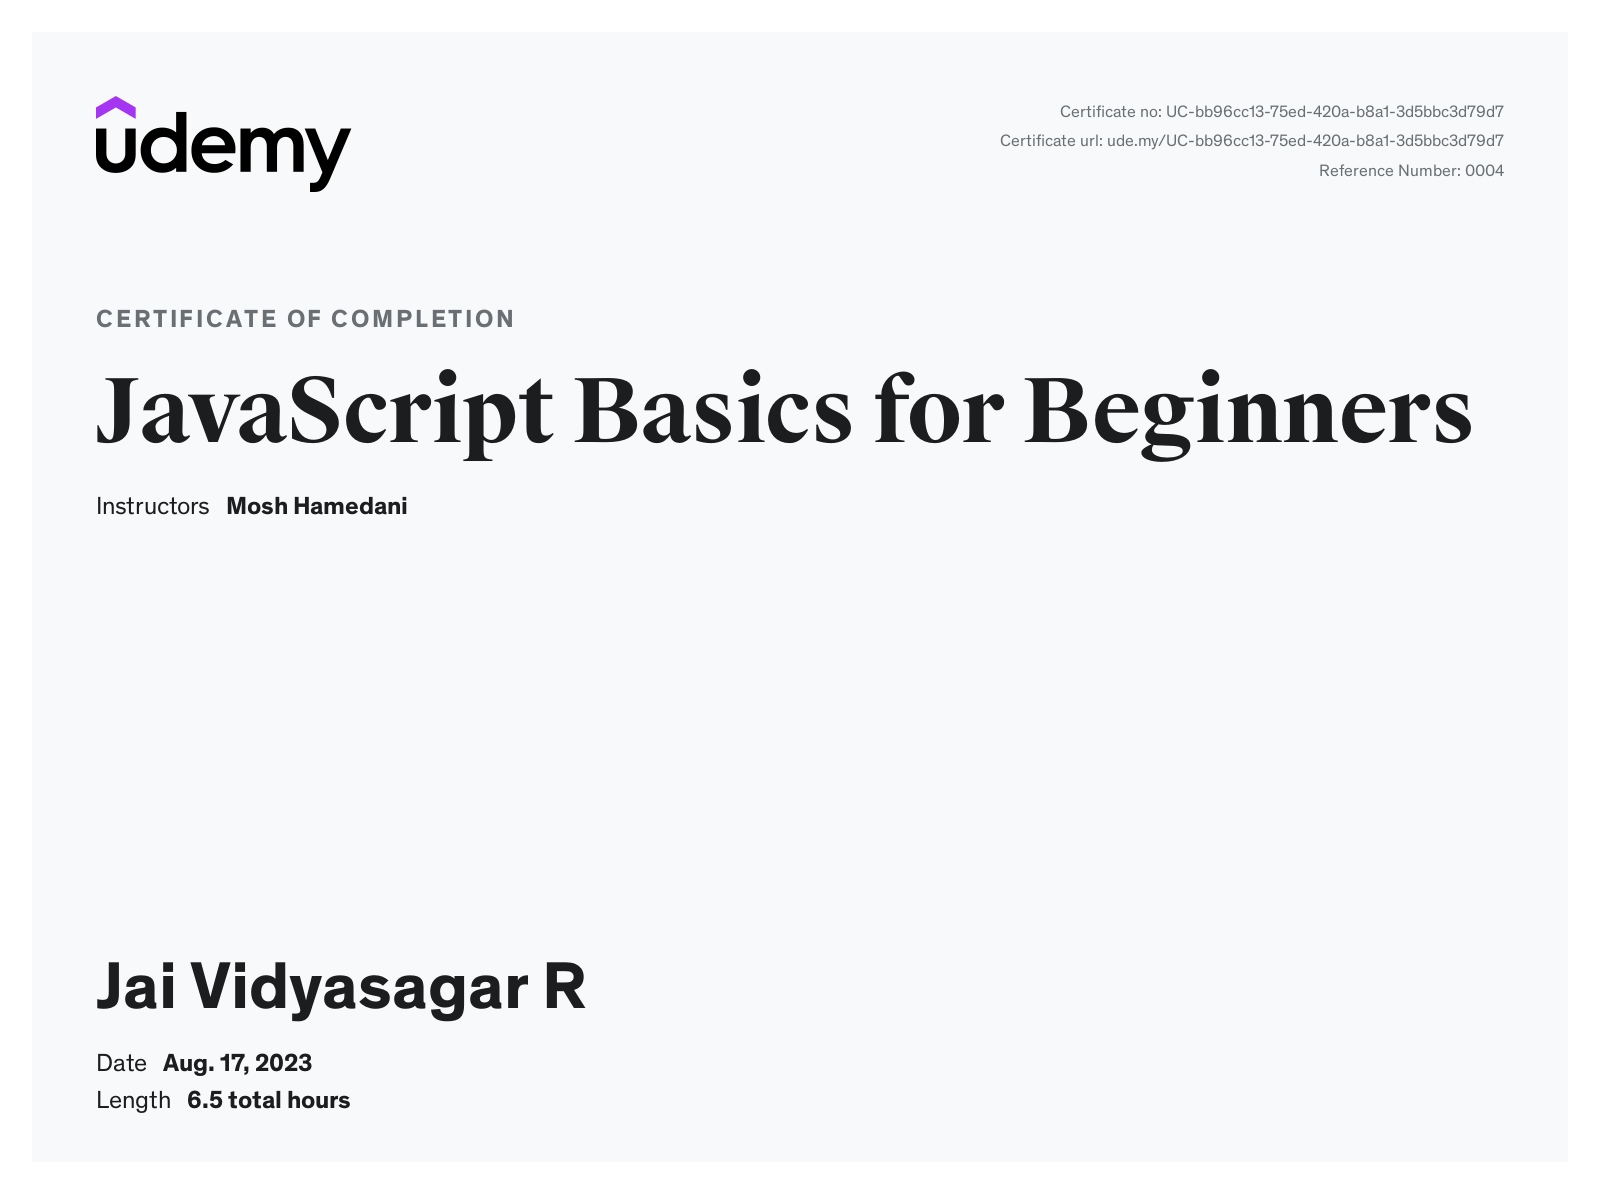 udemy
Certificate no: UC-bb96cc13-75ed-420a-b8a1-3d5bbc3d79d7
Certificate url: ude.my/UC-bb96cc13-75ed-420a-b8a1-3d5bbc3d79d7
Reference Number: 0004
CERTIFICATE OF COMPLETION
JavaScript Basics for Beginners
Instructors Mosh Hamedani
Jai Vidyasagar R
Date Aug. 17, 2023
Length 6.5 total hours